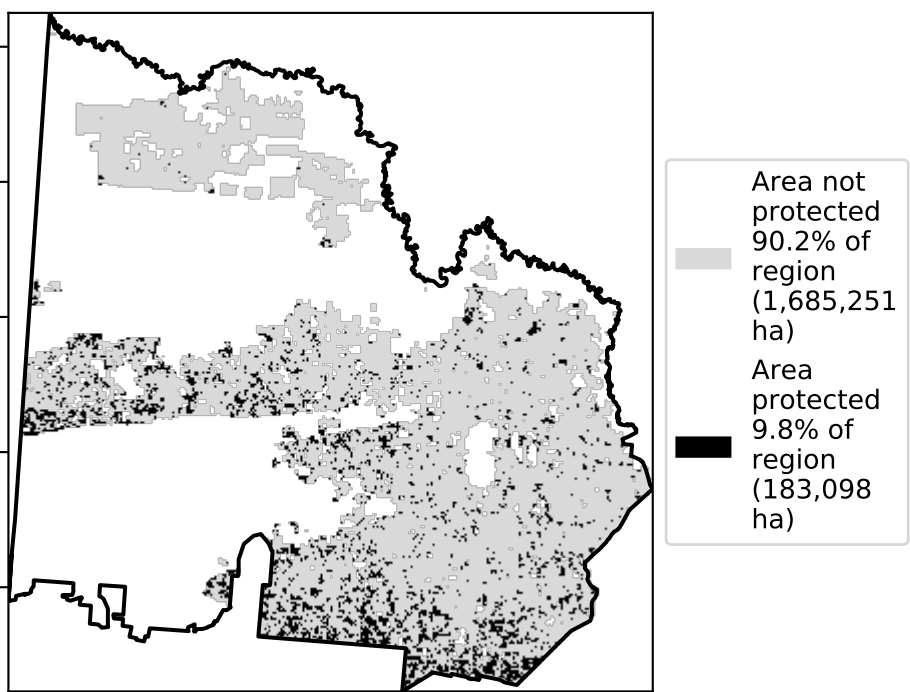 Area not
protected
90.2% of
region
(1,685,251
ha)
Area
protected
9.8% of
region
(183,098
ha)